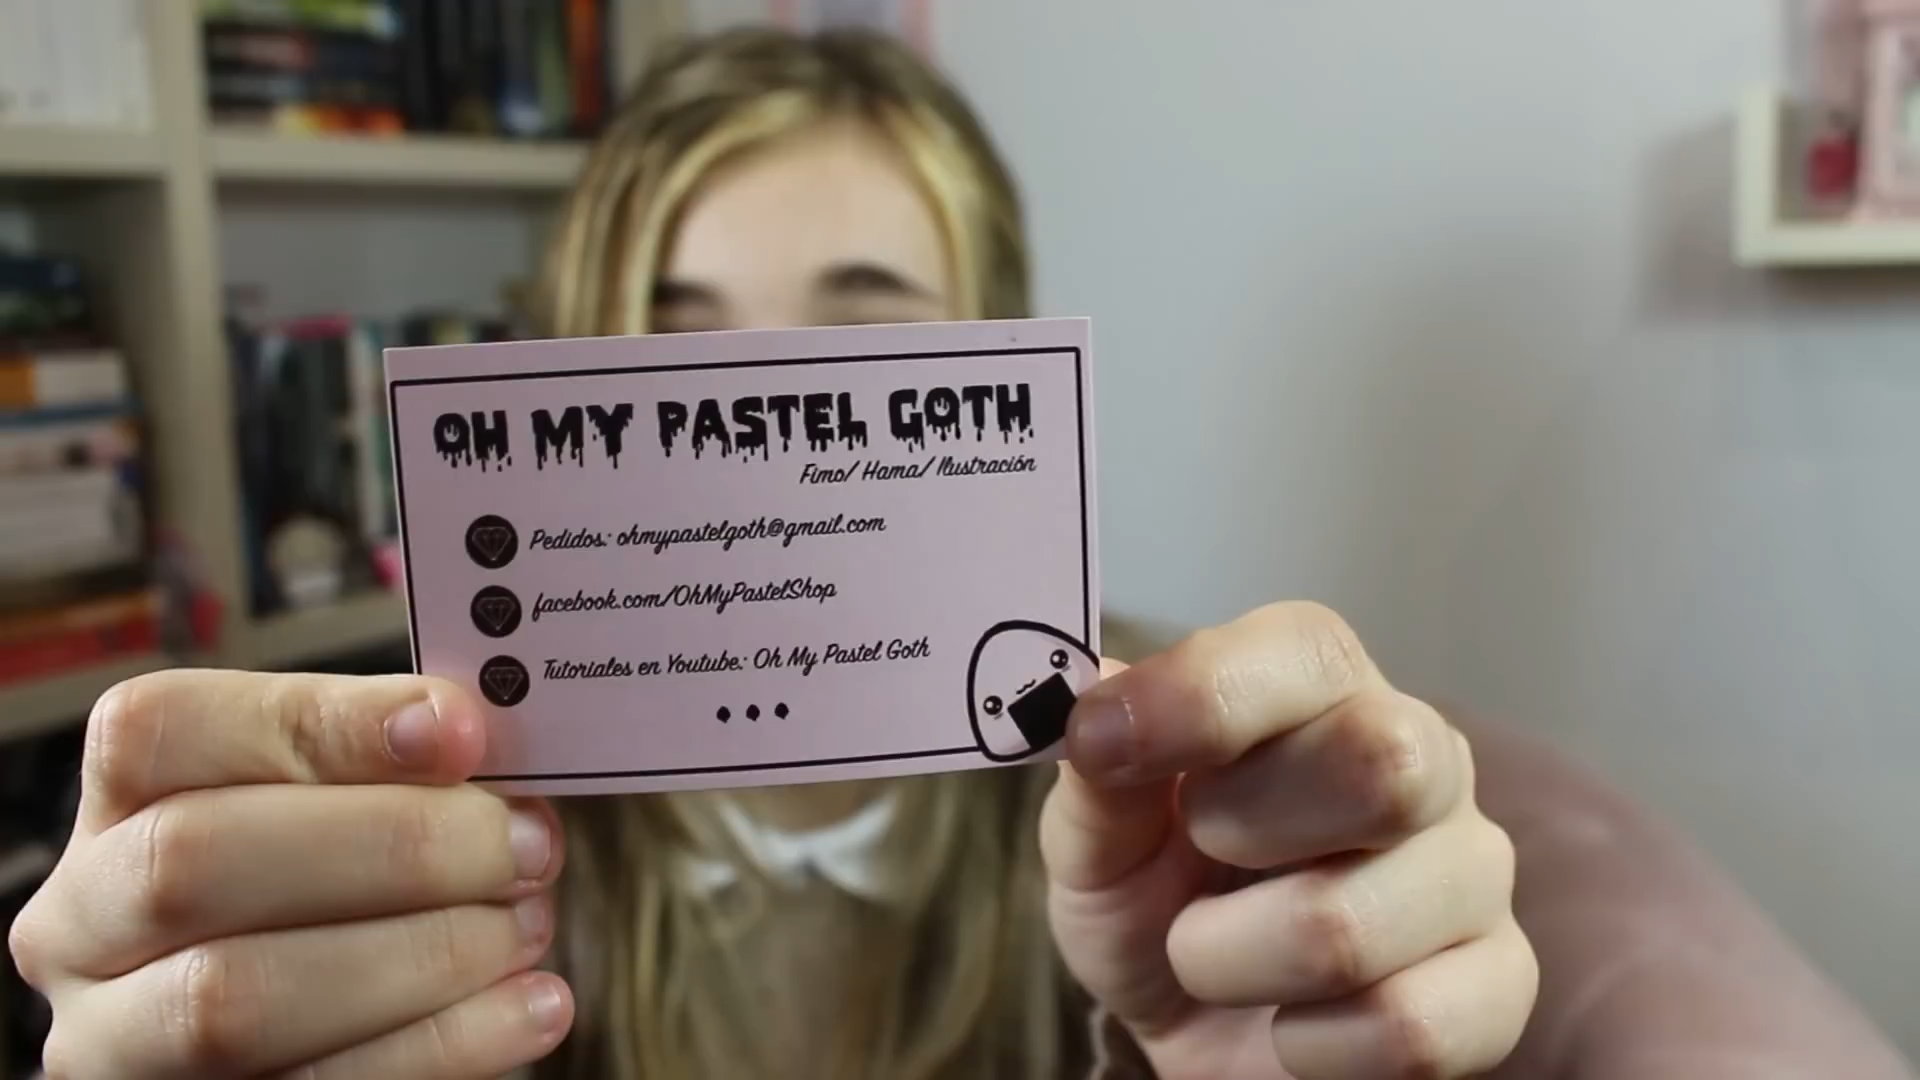 OH MY PASTEL GOTH
Fimo/ Hama/ Ilustración
Pedidos: ohmypastelgoth@gmail.com
facebook.com/OhMyPastelShop
Tutoriales en Youtube: Oh My Pastel Goth